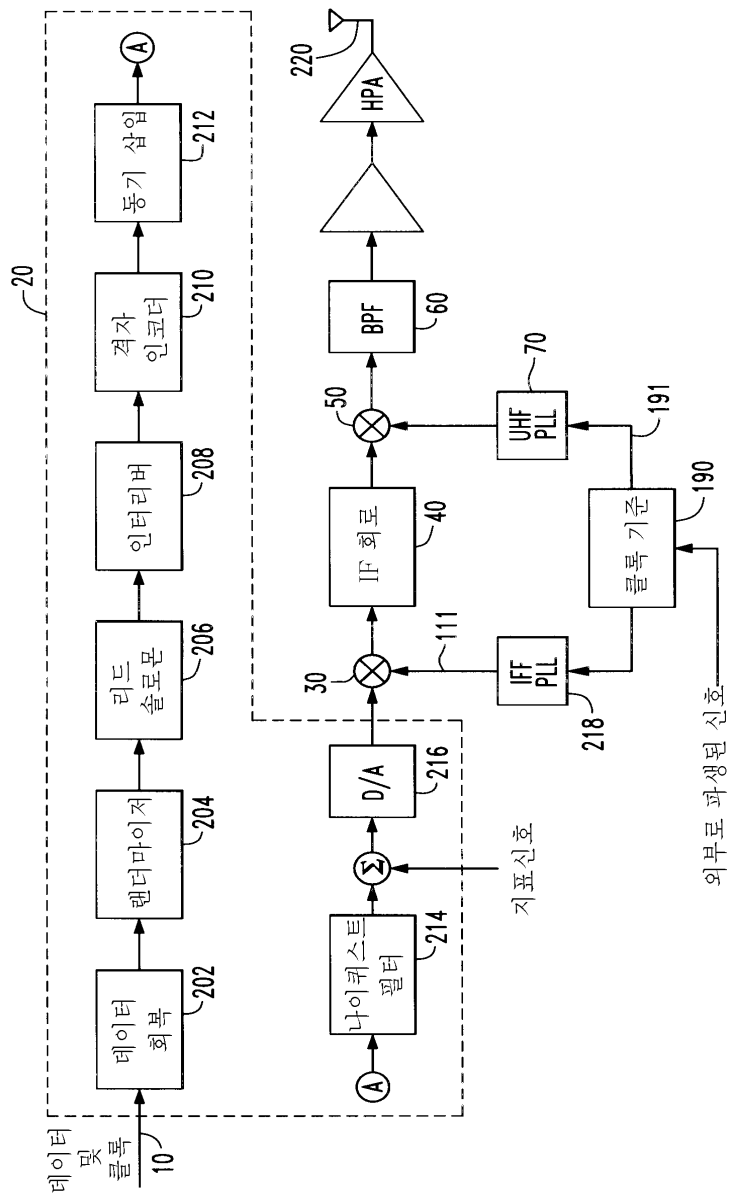 데이터
및
클록
10
20
데이터
회복
202
랜더마이저
204
리드
솔로몬
206
인터리버
208
격자
인코더
210
동기 삽입
212
A
A
나이퀴스트
필터
214
Σ
지표신호
D/A
216
30
111
IFF
PLL
218
IF 회로
40
50
UHF
PLL
70
클록 기준
190
191
외부로 파생된 신호
BPF
60
HPA
220